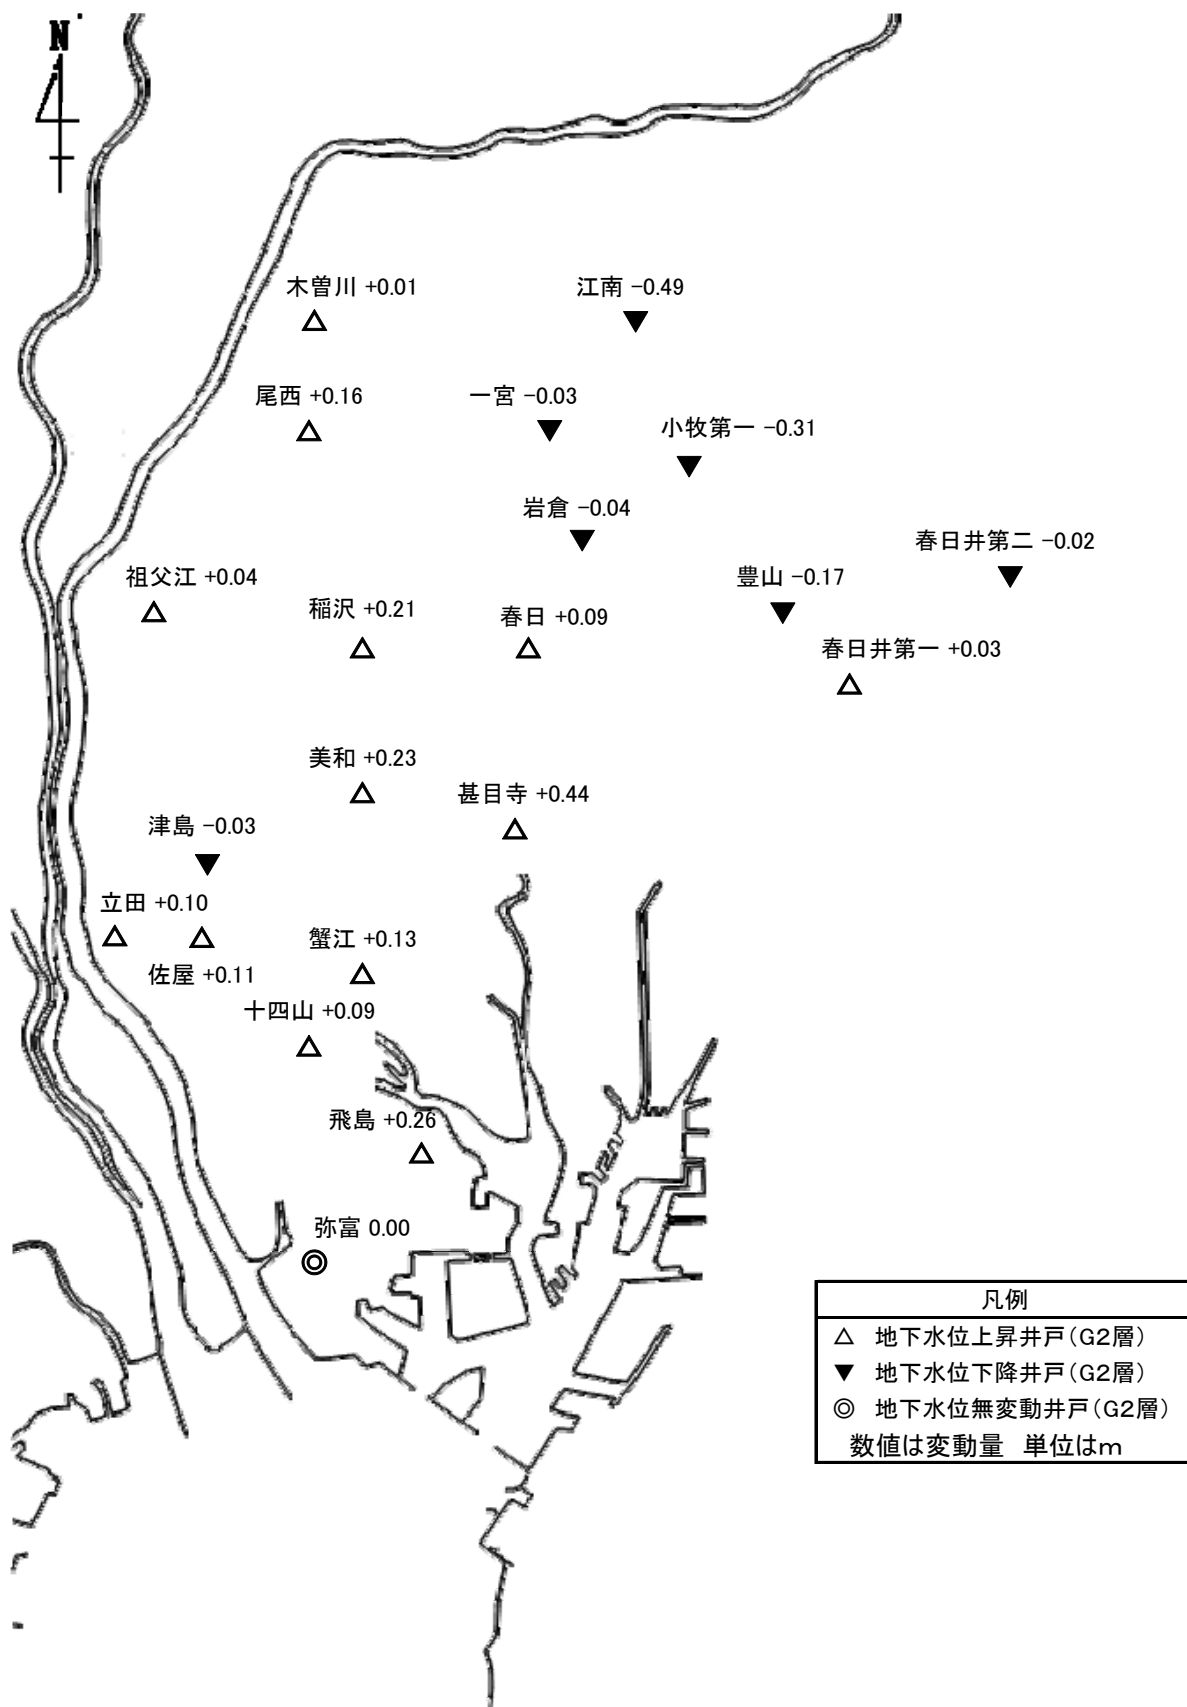 N
木曽川 +0.01
江南 −0.49
尾西 +0.16
一宮 −0.03
小牧第一 −0.31
岩倉 −0.04
春日井第二 −0.02
祖父江 +0.04
豊山 −0.17
稲沢 +0.21
春日 +0.09
春日井第一 +0.03
美和 +0.23
甚目寺 +0.44
津島 −0.03
立田 +0.10
蟹江 +0.13
佐屋 +0.11
十四山 +0.09
飛島 +0.26
弥富 0.00
凡例
△ 地下水位上昇井戸(G2層)
▼ 地下水位下降井戸(G2層)
◎ 地下水位無変動井戸(G2層)
数値は変動量 単位はm